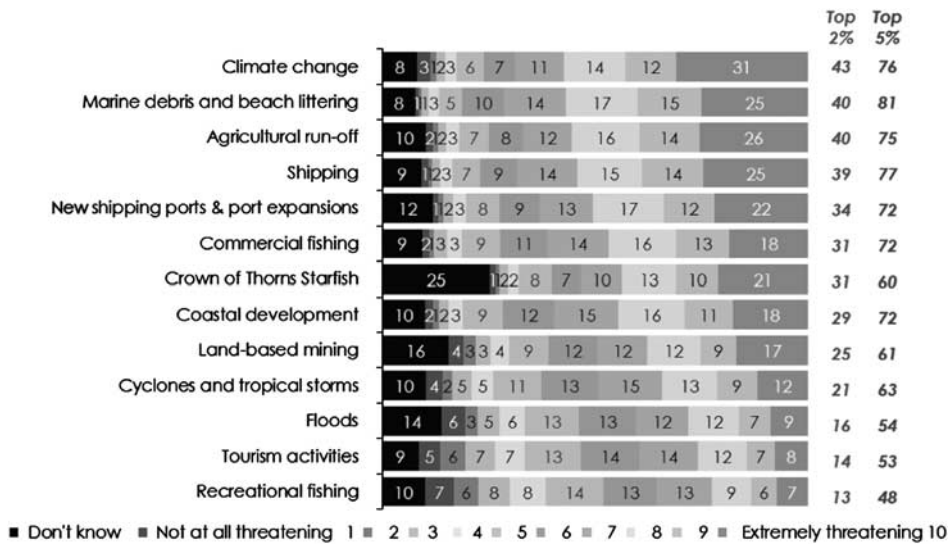 Top Top
2% 5%
Climate change 8 3 1 2 3 6 7 11 14 12 31 43 76
Marine debris and beach littering 8 1 1 1 3 5 10 14 17 15 25 40 81
Agricultural run-off 10 2 1 2 3 7 8 12 16 14 26 40 75
Shipping 9 1 1 2 3 7 9 14 15 14 25 39 77
New shipping ports & port expansions 12 1 1 2 3 8 9 13 17 12 22 34 72
Commercial fishing 9 2 3 3 9 11 14 16 13 18 31 72
Crown of Thorns Starfish 25 1 1 2 2 8 7 10 13 10 21 31 60
Coastal development 10 2 1 2 3 9 12 15 16 11 18 29 72
Land-based mining 16 4 3 3 4 9 12 12 12 9 17 25 61
Cyclones and tropical storms 10 4 2 5 5 11 13 15 13 9 12 21 63
Floods 14 6 3 5 6 13 13 12 12 7 9 16 54
Tourism activities 9 5 6 7 7 13 14 14 12 7 8 14 53
Recreational fishing 10 7 6 8 8 14 13 13 9 6 7 13 48
Don't know Not at all threatening 1 2 3 4 5 6 7 8 9 Extremely threatening 10